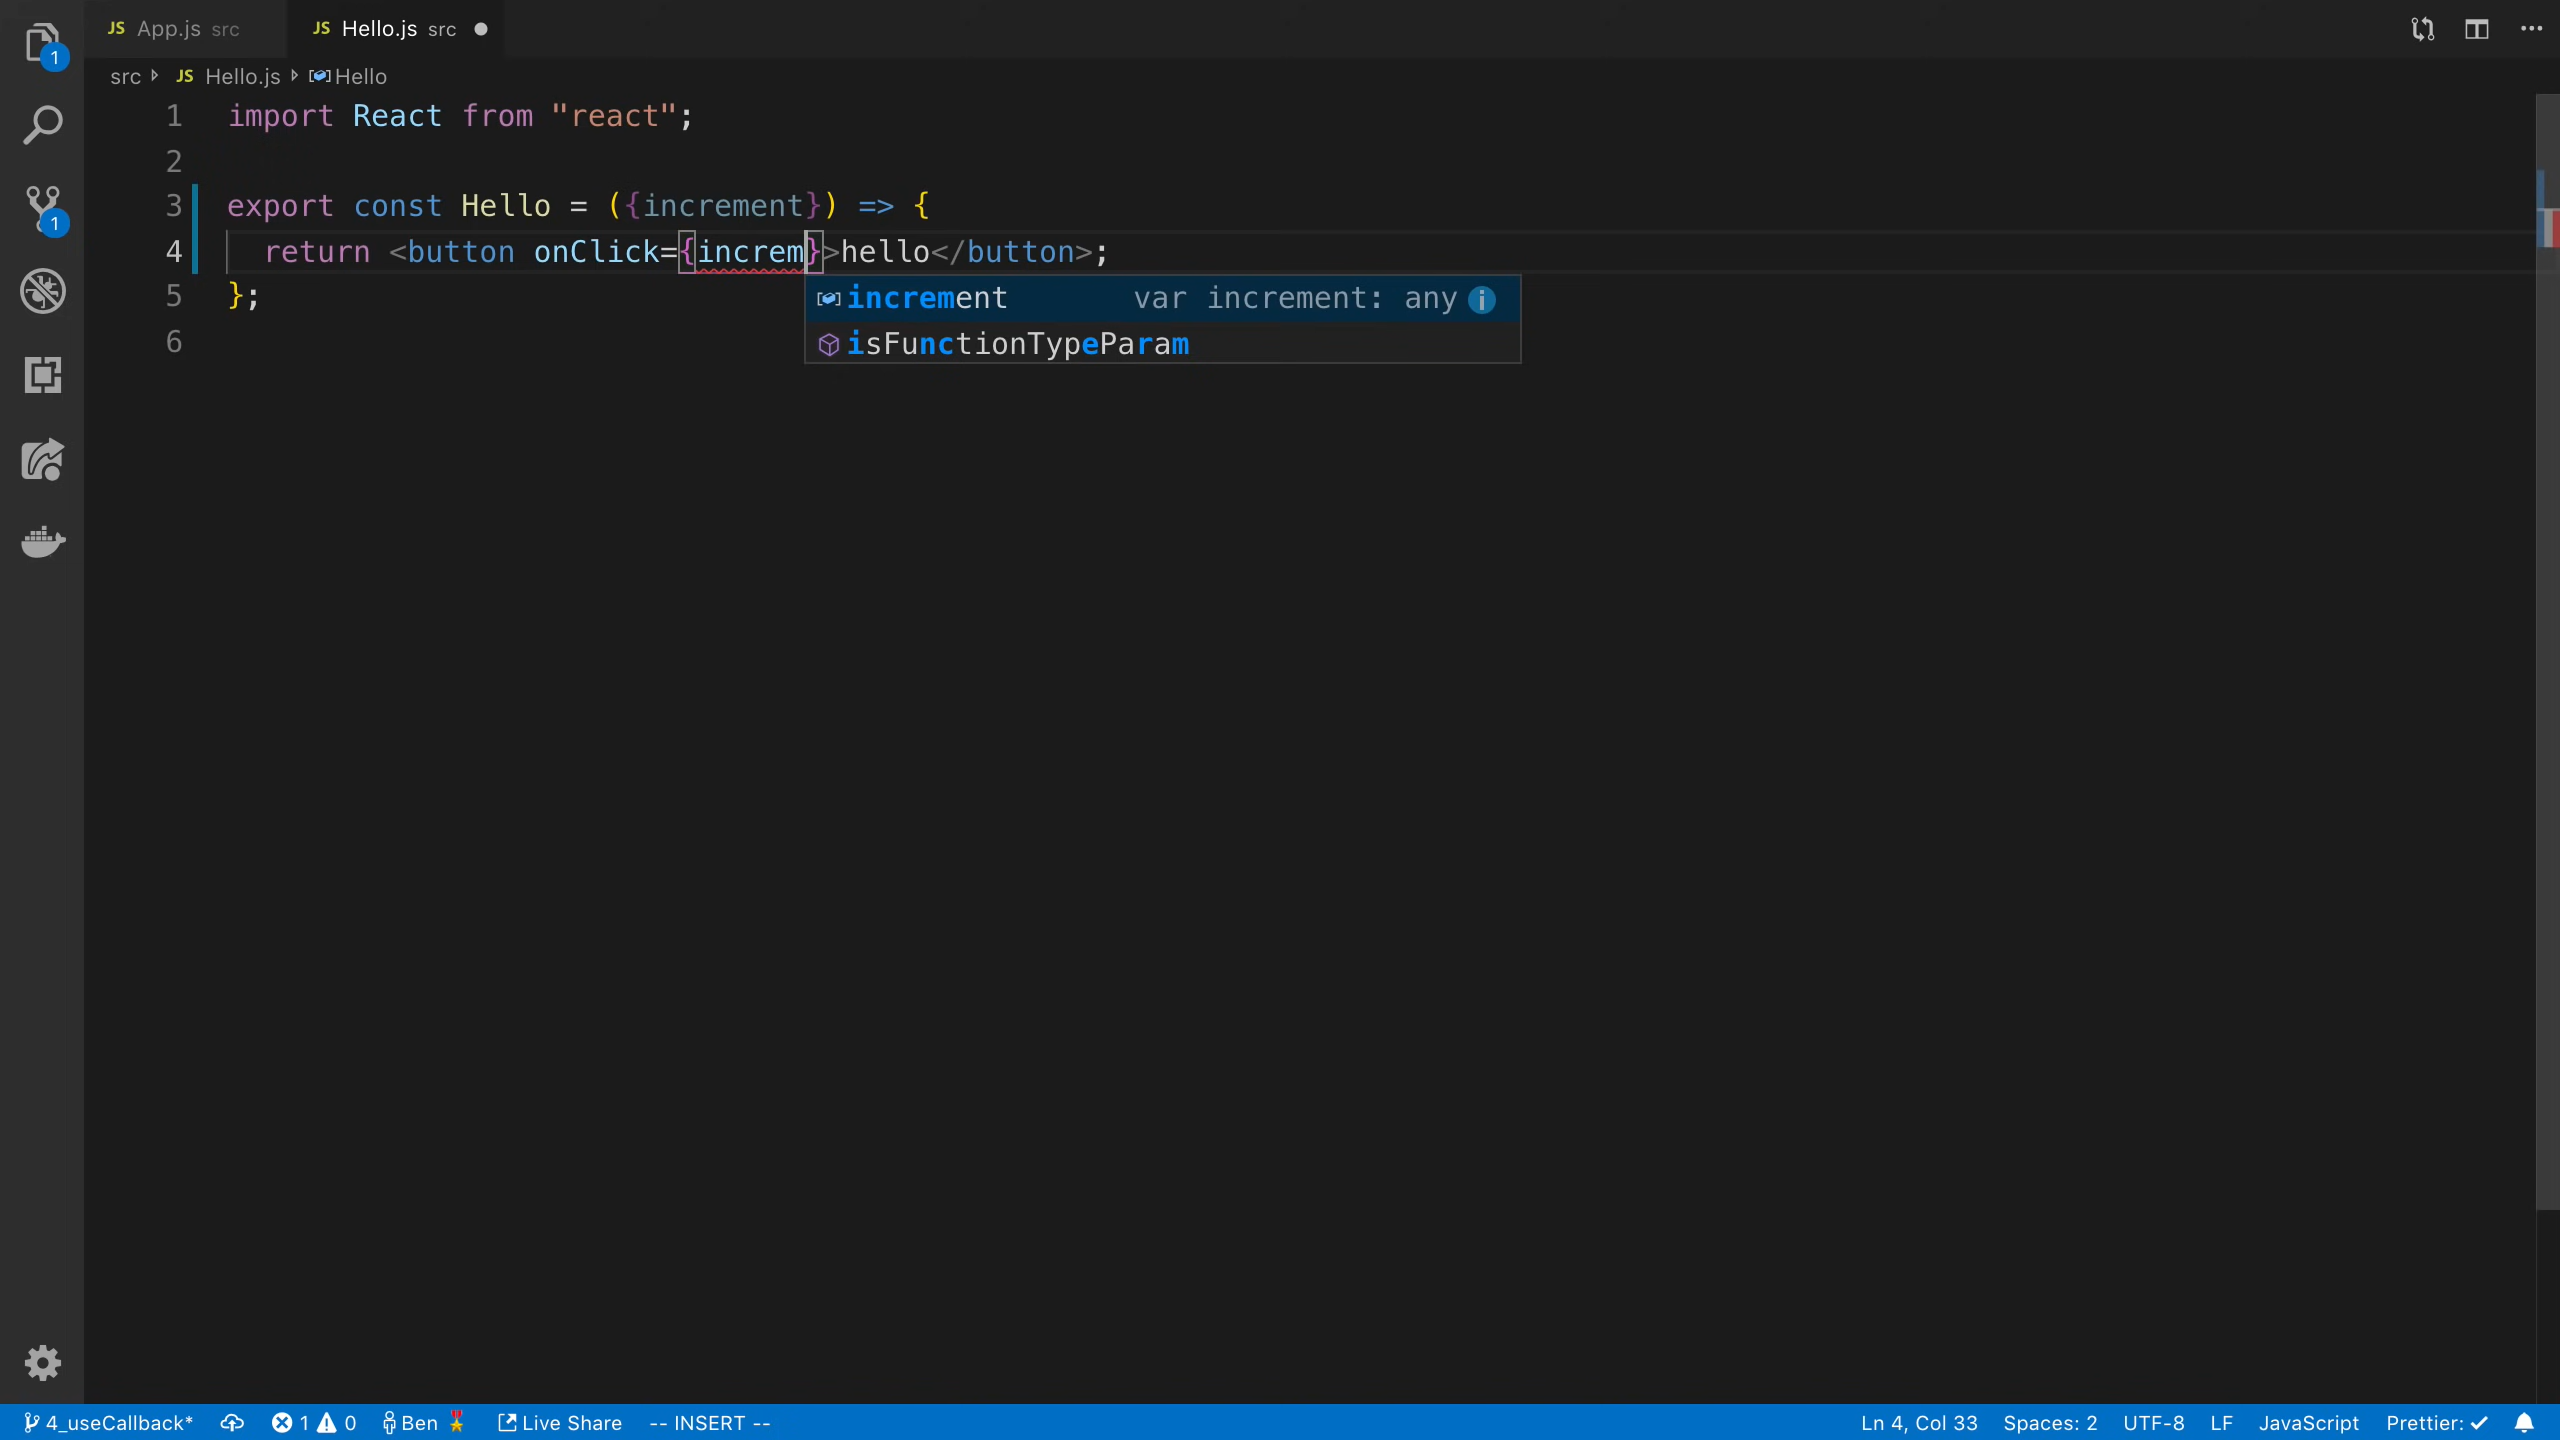 1
JS App.js src
JS Hello.js src
src JS Hello.js Hello
1 import React from "react";
2
3 export const Hello = ({increment}) => {
4 return <button onClick={increm}>hello</button>;
increment var increment: any
isFunctionTypeParam
5 };
6
1
4_useCallback* 1 0 Ben Live Share -- INSERT -- Ln 4, Col 33 Spaces: 2 UTF-8 LF JavaScript Prettier: